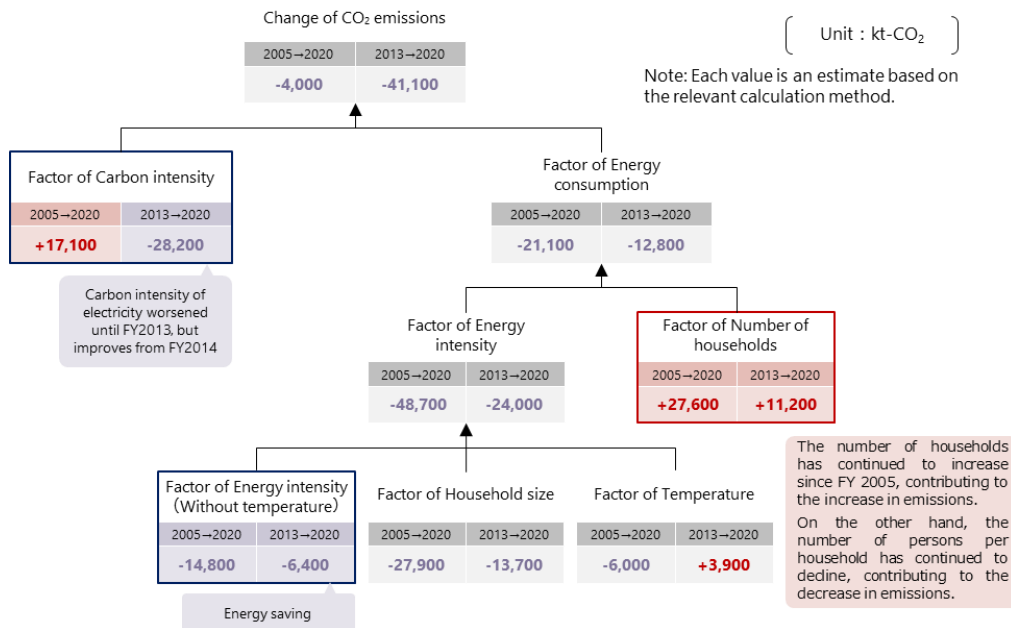 Change of CO₂ emissions
2005→2020 2013→2020
-4,000 -41,100
Unit : kt-CO₂
Note: Each value is an estimate based on
the relevant calculation method.
Factor of Carbon intensity
2005→2020 2013→2020
+17,100 -28,200
Carbon intensity of
electricity worsened
until FY2013, but
improves from FY2014
Factor of Energy
consumption
2005→2020 2013→2020
-21,100 -12,800
Factor of Energy
intensity
2005→2020 2013→2020
-48,700 -24,000
Factor of Number of
households
2005→2020 2013→2020
+27,600 +11,200
Factor of Energy intensity
(Without temperature)
2005→2020 2013→2020
-14,800 -6,400
Energy saving
Factor of Household size
2005→2020 2013→2020
-27,900 -13,700
Factor of Temperature
2005→2020 2013→2020
-6,000 +3,900
The number of households
has continued to increase
since FY 2005, contributing to
the increase in emissions.
On the other hand, the
number of persons per
household has continued to
decline, contributing to the
decrease in emissions.